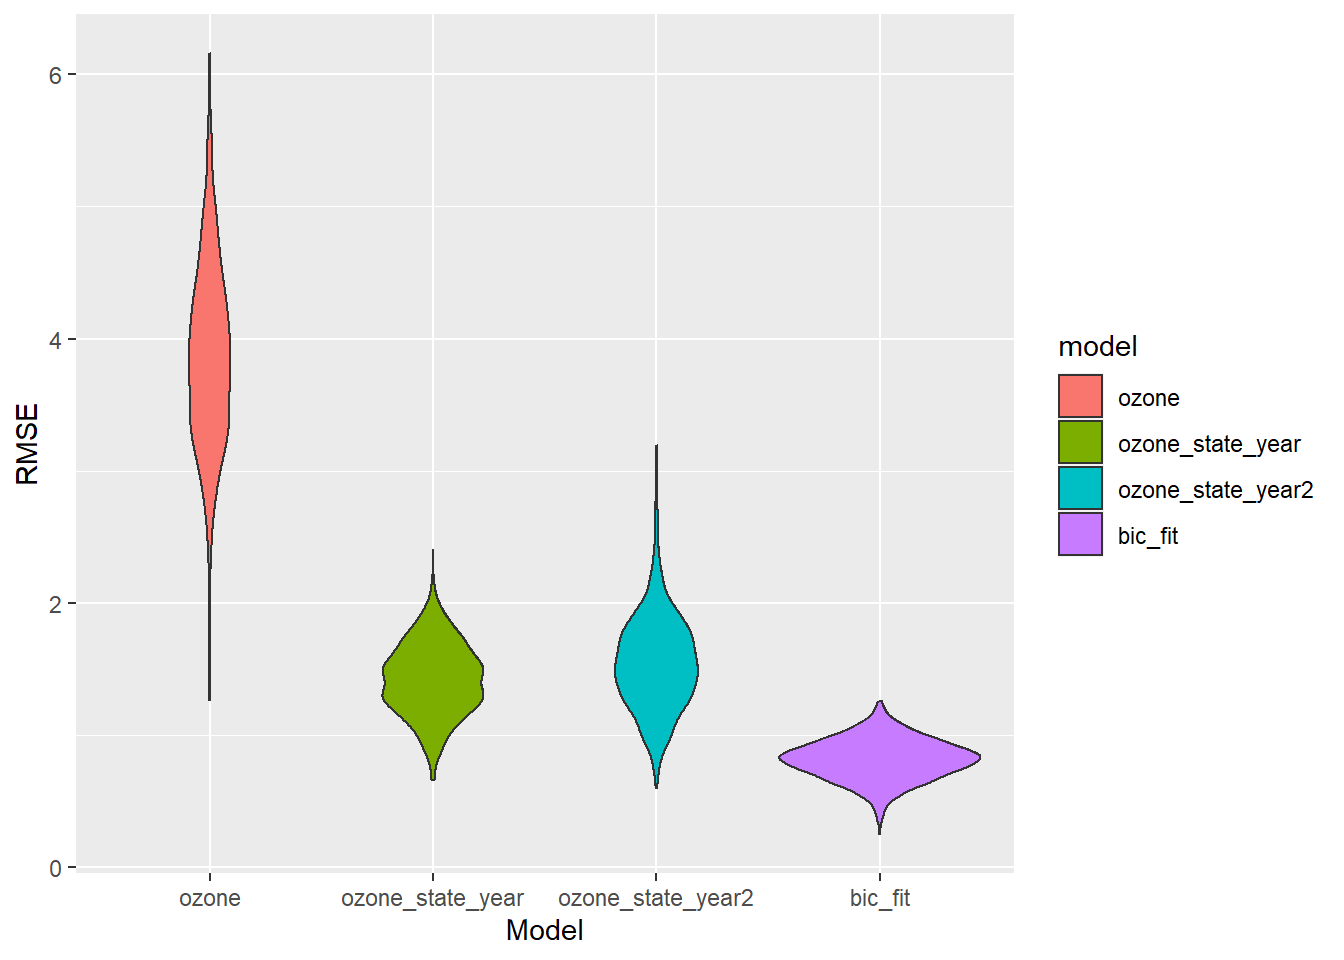 6
4
2
0
RMSE
ozone
ozone_state_year
ozone_state_year2
bic_fit
Model
model
ozone
ozone_state_year
ozone_state_year2
bic_fit